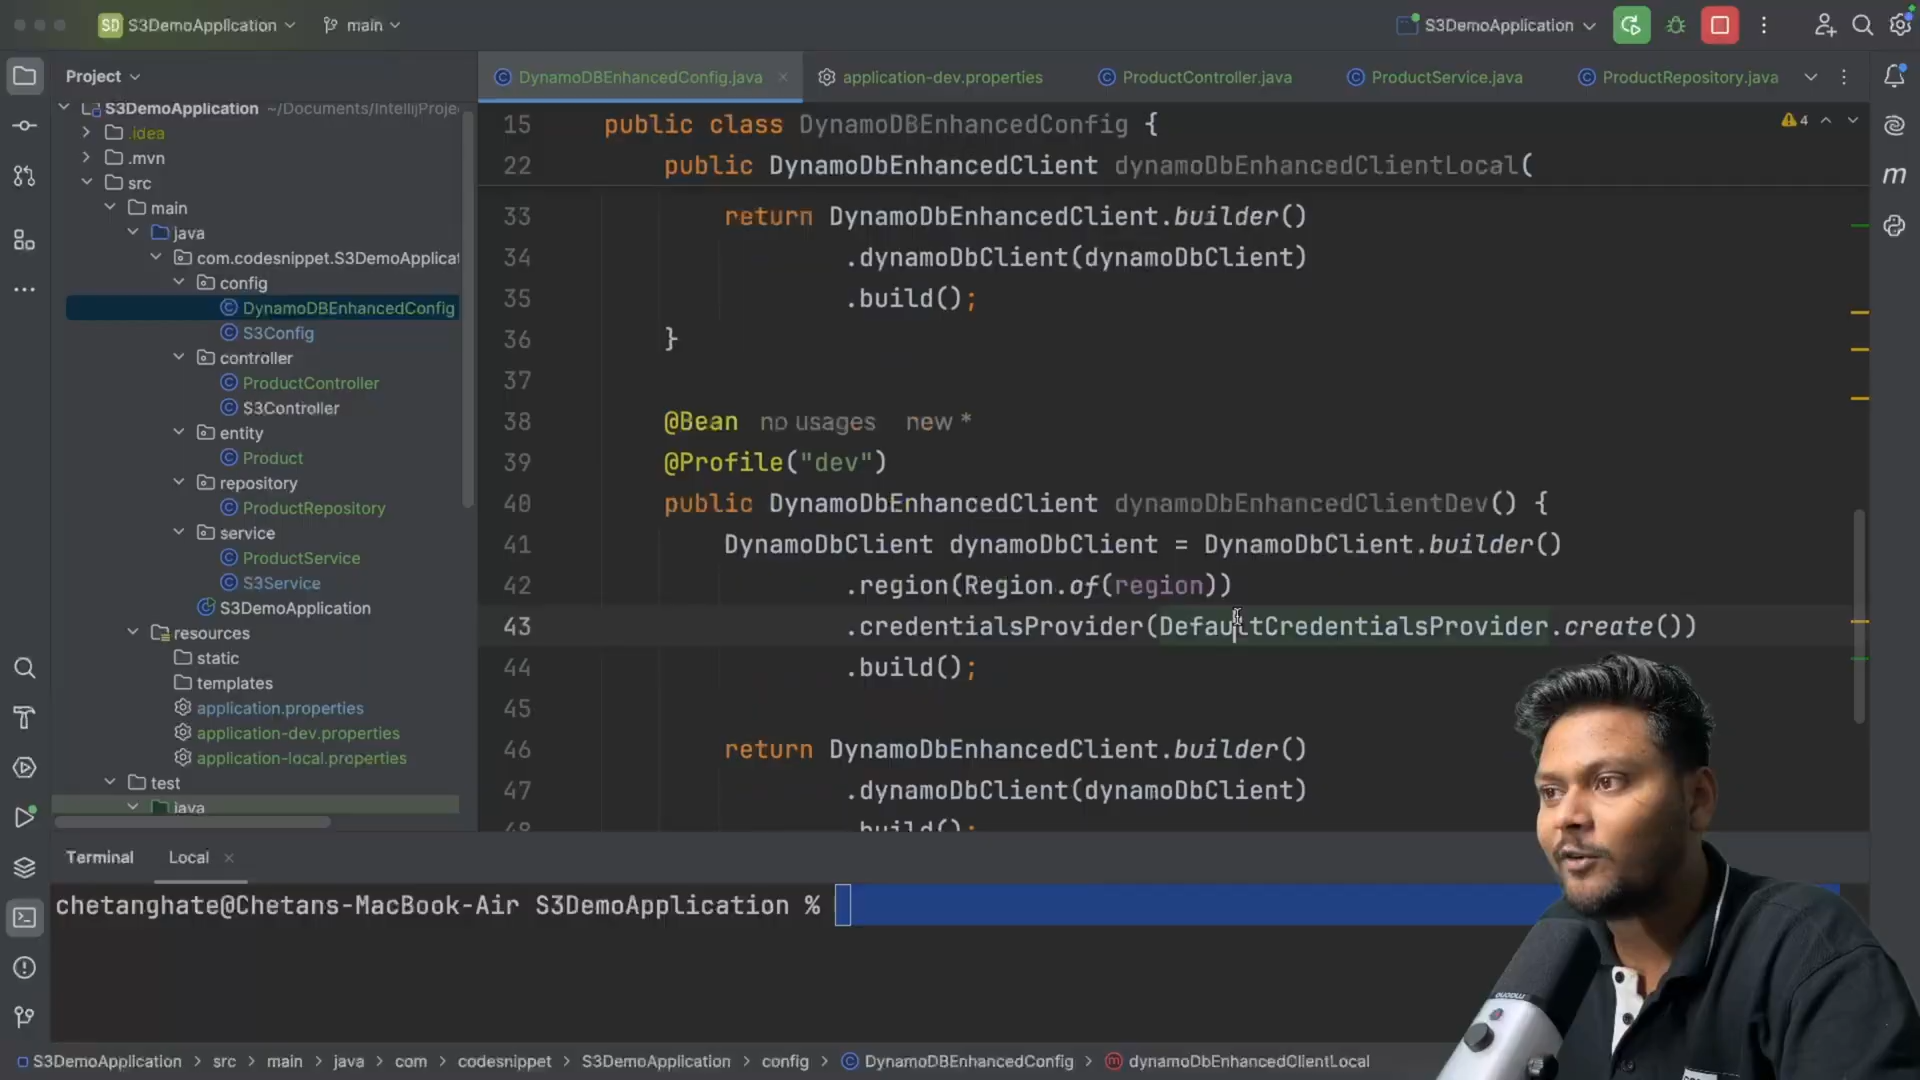 SD S3DemoApplication main S3DemoApplication
Project
DynamoDBEnhancedConfig.java application-dev.properties ProductController.java ProductService.java ProductRepository.java
S3DemoApplication ~/Documents/IntellijProje
.idea
.mvn
src
main
java
com.codesnippet.S3DemoApplicat
config
DynamoDBEnhancedConfig
S3Config
controller
ProductController
S3Controller
entity
Product
repository
ProductRepository
service
ProductService
S3Service
S3DemoApplication
resources
static
templates
application.properties
application-dev.properties
application-local.properties
test
java
15 public class DynamoDBEnhancedConfig {
4
22 public DynamoDbEnhancedClient dynamoDbEnhancedClientLocal(
33 return DynamoDbEnhancedClient.builder()
34 .dynamoDbClient(dynamoDbClient)
35 .build();
36 }
37
38 @Bean no usages new *
39 @Profile("dev")
40 public DynamoDbEnhancedClient dynamoDbEnhancedClientDev() {
41 DynamoDbClient dynamoDbClient = DynamoDbClient.builder()
42 .region(Region.of(region))
43 .credentialsProvider(DefaultCredentialsProvider.create())
44 .build();
45
46 return DynamoDbEnhancedClient.builder()
47 .dynamoDbClient(dynamoDbClient)
48 .build();
m
Terminal Local
chetanghate@Chetans-MacBook-Air S3DemoApplication %
S3DemoApplication > src > main > java > com > codesnippet > S3DemoApplication > config > DynamoDBEnhancedConfig > dynamoDbEnhancedClientLocal